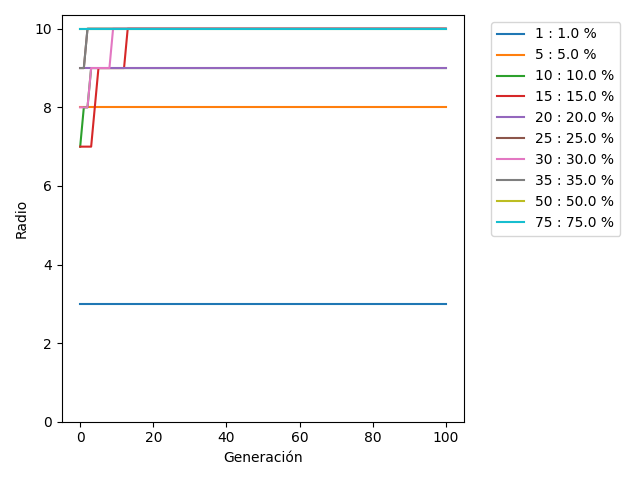 10
8
6
4
2
0
Radio
0 20 40 60 80 100
Generación
1 : 1.0 %
5 : 5.0 %
10 : 10.0 %
15 : 15.0 %
20 : 20.0 %
25 : 25.0 %
30 : 30.0 %
35 : 35.0 %
50 : 50.0 %
75 : 75.0 %